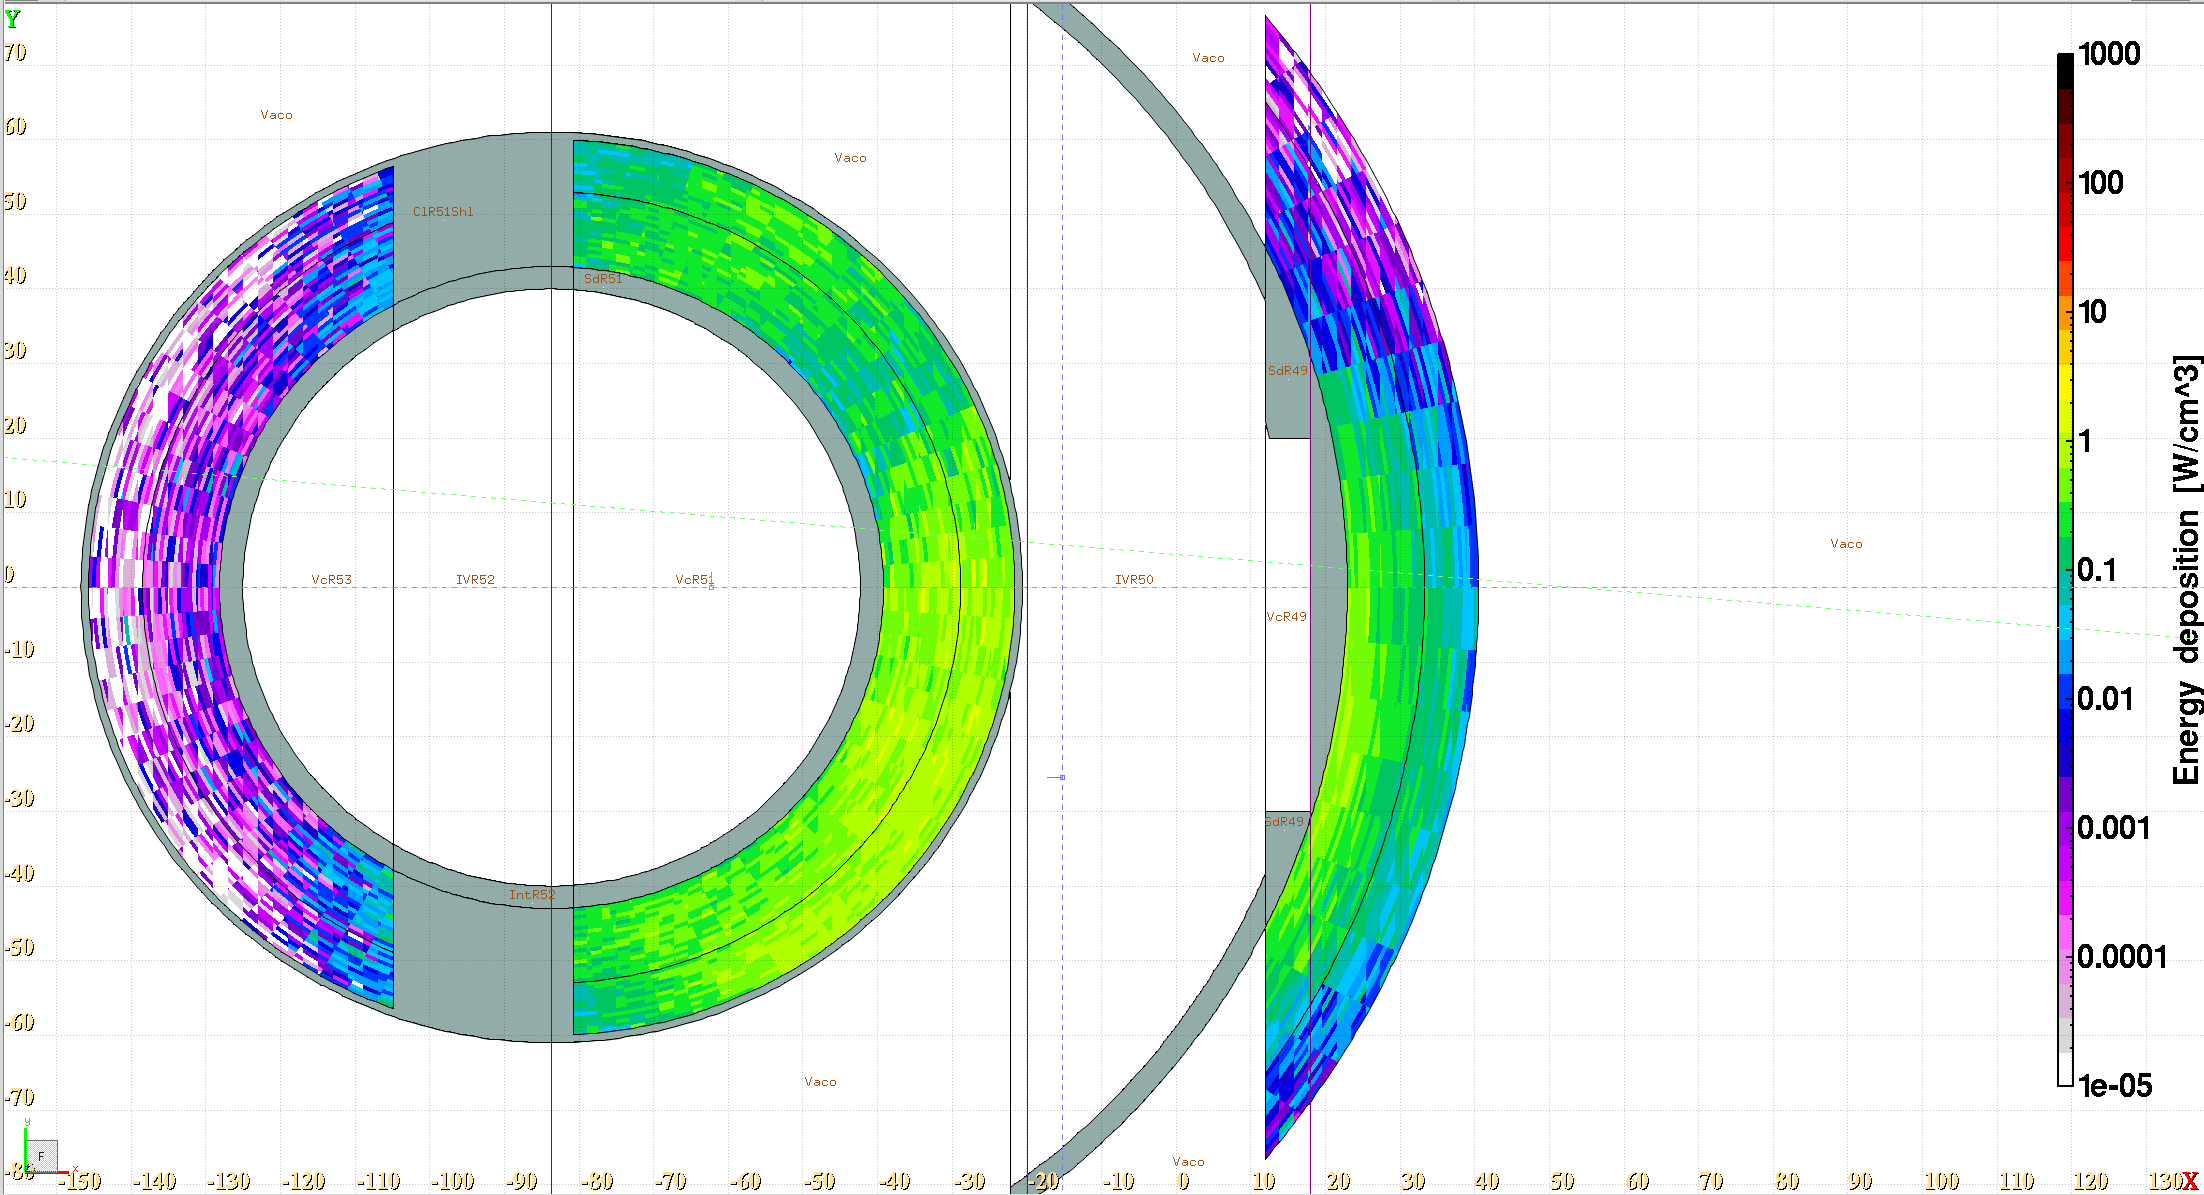 Y
70
60
50
40
30
20
10
0
-10
-20
-30
-40
-50
-60
-70
-80
Vaco
Vaco
Vaco
ClR51Shl
SdR51
SdR49
VcR53
IVR52
VcR51
IVR50
Vaco
VcR49
SdR49
IntR52
Vaco
Vaco
y
F
x
-150 -140 -130 -120 -110 -100 -90 -80 -70 -60 -50 -40 -30 -20 -10 0 10 20 30 40 50 60 70 80 90 100 110 120 130 X
1000
100
10
1
0.1
0.01
0.001
0.0001
1e-05
Energy deposition [W/cm^3]